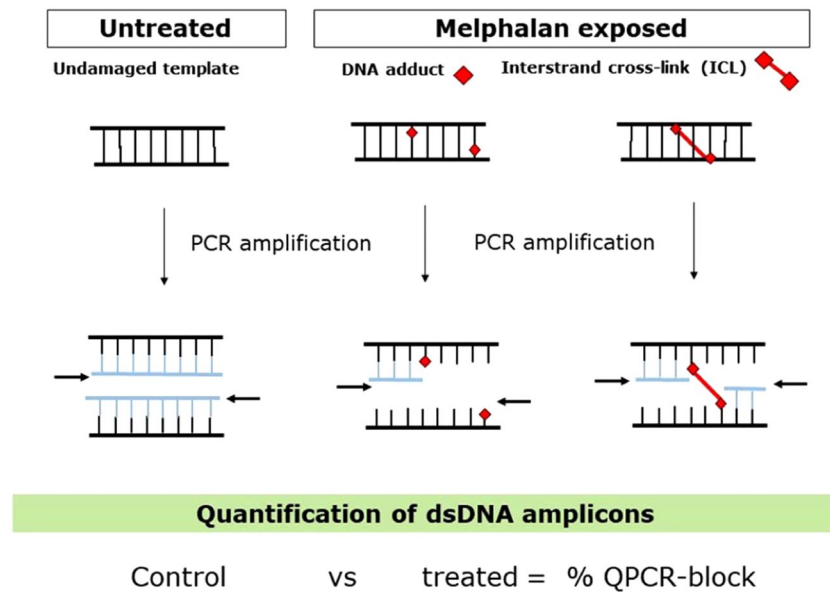 Untreated
Melphalan exposed
Undamaged template
DNA adduct
Interstrand cross-link (ICL)
PCR amplification
PCR amplification
Quantification of dsDNA amplicons
Control vs treated = % QPCR-block